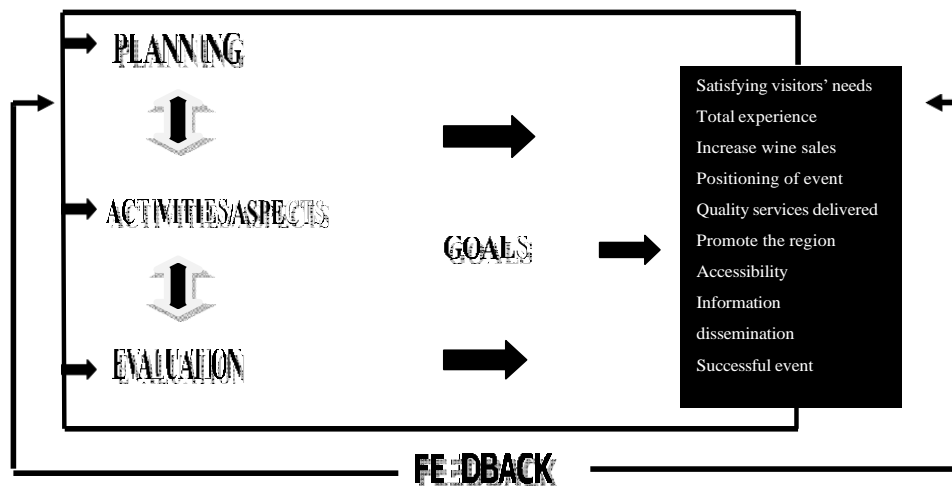 PLANNING
ACTIVITIES/ASPECTS
EVALUATION
GOALS
Satisfying visitors’ needs
Total experience
Increase wine sales
Positioning of event
Quality services delivered
Promote the region
Accessibility
Information
dissemination
Successful event
FEEDBACK